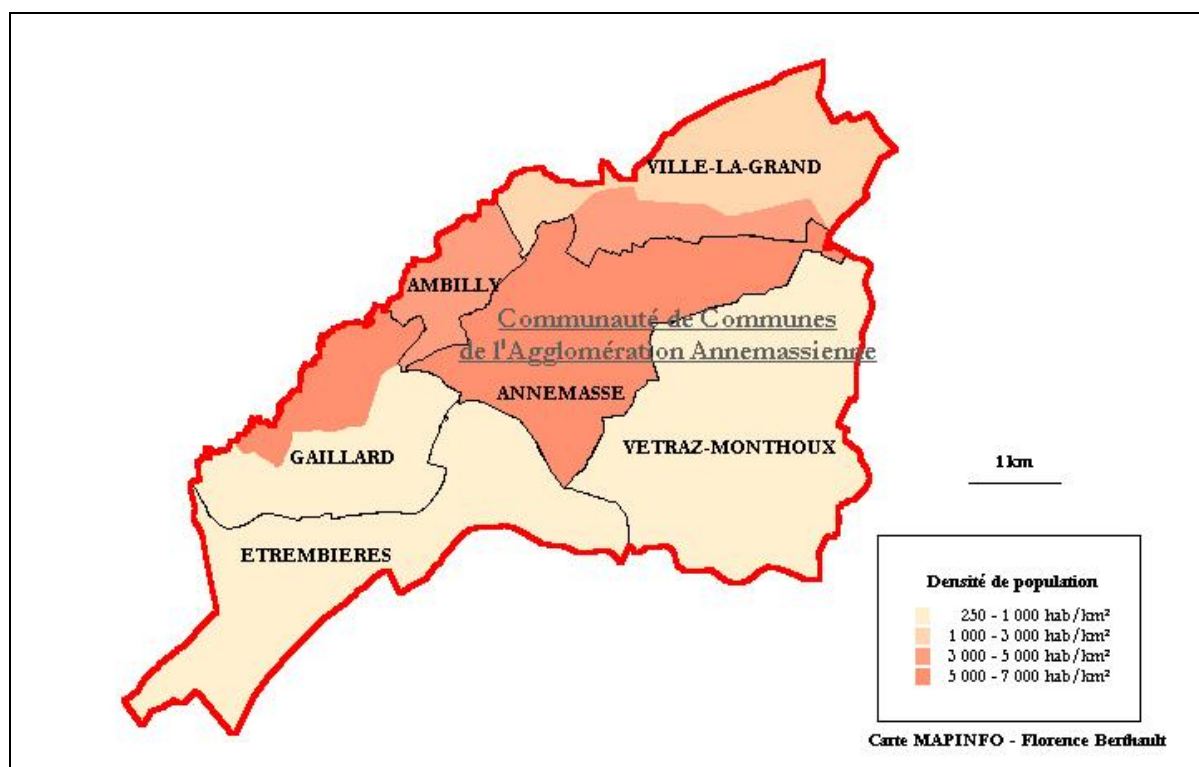 VILLE-LA-GRAND
AMBILLY
Communauté de Communes
de l'Agglomération Annemassienne
ANNEMASSE
VETRAZ-MONTHOUX
GAILLARD
1 km
ETREMBIERES
Densité de population
250 - 1 000 hab/km²
1 000 - 3 000 hab/km²
3 000 - 5 000 hab/km²
5 000 - 7 000 hab/km²
Carte MAPINFO - Florence Berthault